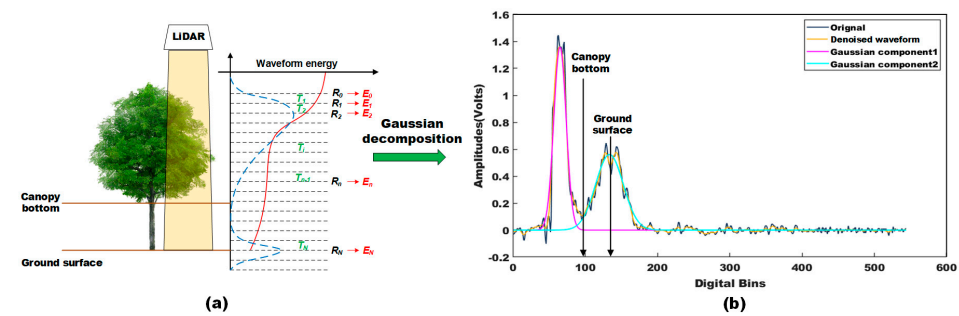 (a)
LiDAR
Waveform energy
T1
T2
Ti
Tn-1
TN
R0 E0
R1 E1
R2 E2
Rn En
RN EN
Canopy
bottom
Ground surface
Gaussian
decomposition
(a)
(b)
1.6
1.4
1.2
1.0
0.8
0.6
0.4
0.2
0
-0.2
Amplitudes(Volts)
0 100 200 300 400 500 600
Digital Bins
Canopy
bottom
Ground
surface
Orignal
Denoised waveform
Gaussian component1
Gaussian component2
(b)